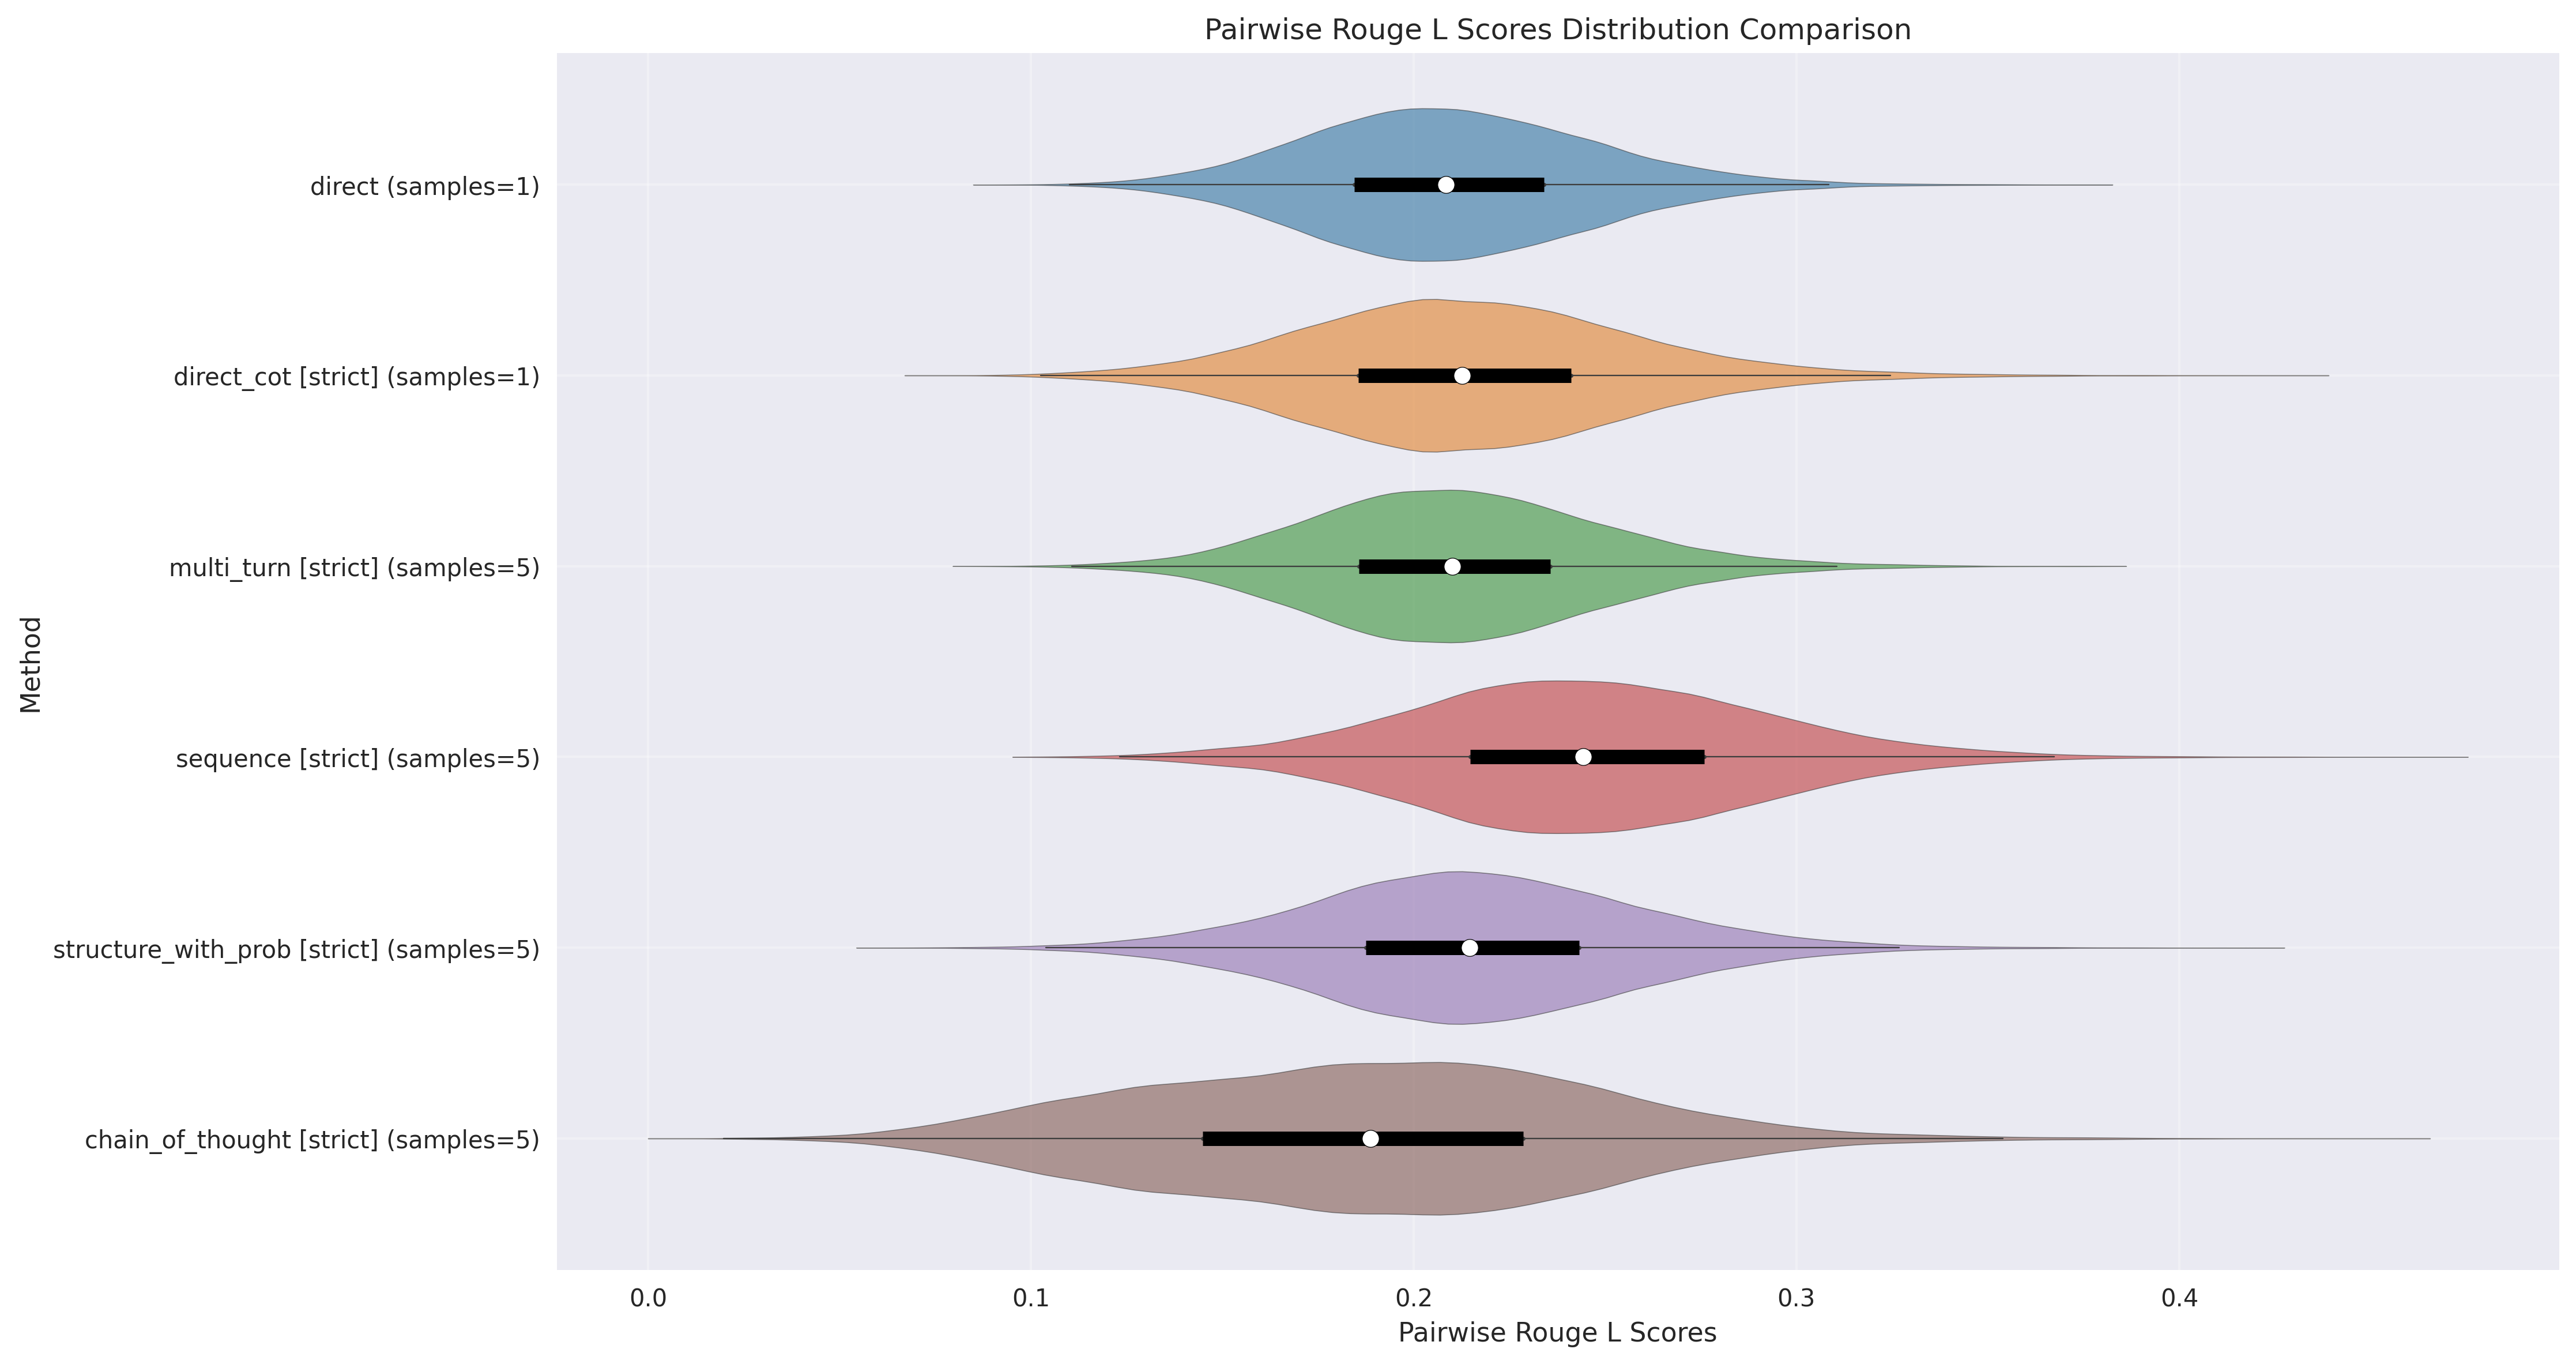 Pairwise Rouge L Scores Distribution Comparison
direct (samples=1)
direct_cot [strict] (samples=1)
multi_turn [strict] (samples=5)
sequence [strict] (samples=5)
structure_with_prob [strict] (samples=5)
chain_of_thought [strict] (samples=5)
Method
0.0 0.1 0.2 0.3 0.4
Pairwise Rouge L Scores